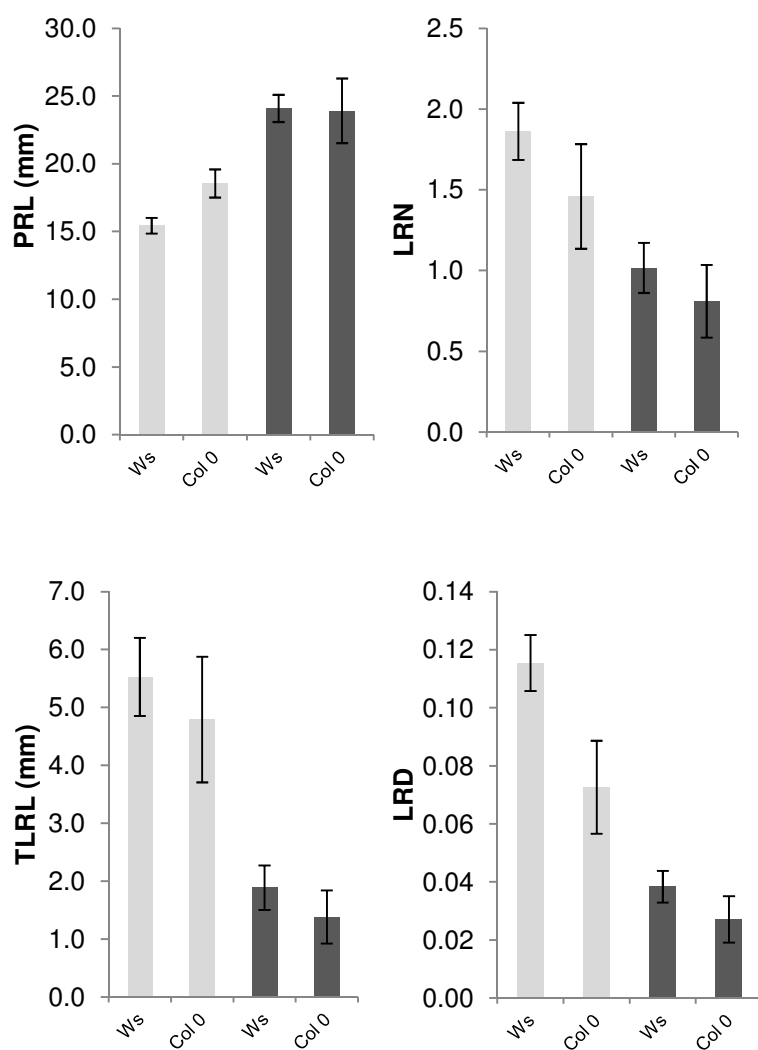 PRL (mm)
30.0
25.0
20.0
15.0
10.0
5.0
0.0
Ws
Col 0
Ws
Col 0
LRN
2.5
2.0
1.5
1.0
0.5
0.0
Ws
Col 0
Ws
Col 0
TLRL (mm)
7.0
6.0
5.0
4.0
3.0
2.0
1.0
0.0
Ws
Col 0
Ws
Col 0
LRD
0.14
0.12
0.10
0.08
0.06
0.04
0.02
0.00
Ws
Col 0
Ws
Col 0